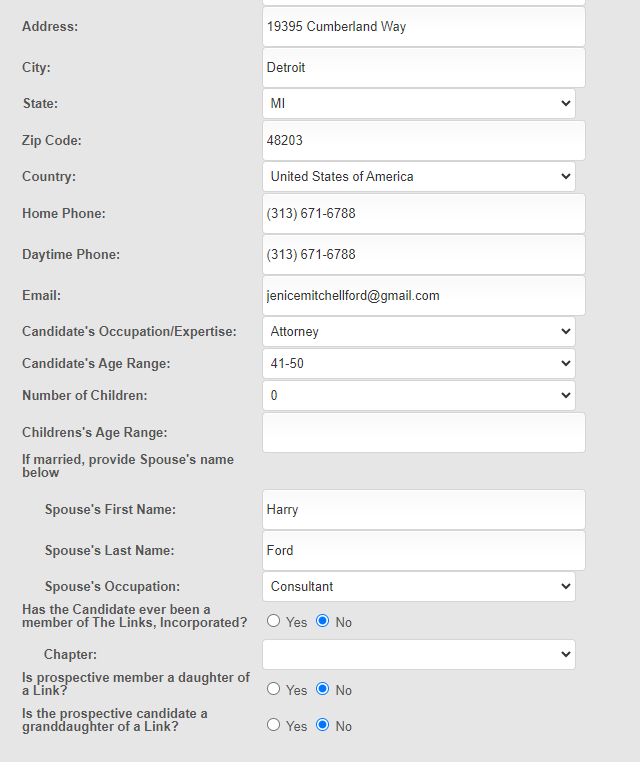 Address: 19395 Cumberland Way
City: Detroit
State: MI
Zip Code: 48203
Country: United States of America
Home Phone: (313) 671-6788
Daytime Phone: (313) 671-6788
Email: jenicemitchellford@gmail.com
Candidate's Occupation/Expertise: Attorney
Candidate's Age Range: 41-50
Number of Children: 0
Childrens's Age Range:
If married, provide Spouse's name
below
Spouse's First Name: Harry
Spouse's Last Name: Ford
Spouse's Occupation: Consultant
Has the Candidate ever been a
member of The Links, Incorporated? Yes No
Chapter:
Is prospective member a daughter of
a Link? Yes No
Is the prospective candidate a
granddaughter of a Link? Yes No